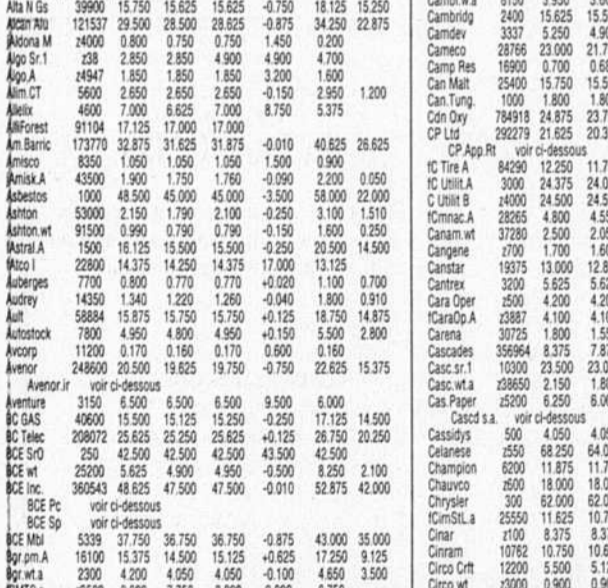 Alta N Gs 39900 15.750 15.625 15.625 -0.750 18.125 15.250
Alcan Alu 121537 29.500 28.500 28.625 -0.875 34.250 22.875
Aldona M z4000 0.800 0.750 0.750 1.450 0.200
Algo Sr.1 z38 2.850 2.850 4.900 4.900 4.700
Algo.A z4947 1.850 1.850 1.850 3.200 1.600
Alim.CT 5600 2.650 2.650 2.650 -0.150 2.950 1.200
Allelix 4600 7.000 6.625 7.000 8.750 5.375
AlliForest 91104 17.125 17.000 17.000
Am.Barric 173770 32.875 31.625 31.875 -0.010 40.625 26.625
Amisco 8350 1.050 1.050 1.050 1.500 0.900
Amisk.A 43500 1.900 1.750 1.760 -0.090 2.200 0.050
Asbestos 1000 48.500 45.000 45.000 -3.500 58.000 22.000
Ashton 53000 2.150 1.790 2.100 -0.250 3.100 1.510
Ashton.wt 91500 0.990 0.790 0.790 -0.150 1.600 0.250
fAstral.A 1500 16.125 15.500 15.500 -0.250 20.500 14.500
fAtco I 22800 14.375 14.250 14.375 17.000 13.125
Auberges 7700 0.800 0.770 0.770 +0.020 1.100 0.700
Audrey 14350 1.340 1.220 1.260 -0.040 1.800 0.910
Ault 58884 15.875 15.750 15.750 +0.125 18.750 14.875
Autostock 7800 4.950 4.800 4.950 +0.150 5.500 2.800
Avcorp 11200 0.170 0.160 0.170 0.600 0.160
Avenor 248600 20.500 19.625 19.750 -0.750 22.625 15.375
Avenor.ir voir ci-dessous
Aventure 3150 6.500 6.500 6.500 9.500 6.000
BC GAS 40600 15.500 15.125 15.250 -0.250 17.125 14.500
BC Telec 208072 25.625 25.250 25.625 +0.125 26.750 20.250
BCE SrO 250 42.500 42.500 42.500 43.500 42.500
BCE wt 25200 5.625 4.900 4.950 -0.500 8.250 2.100
BCE Inc. 360543 48.625 47.500 47.500 -0.010 52.875 42.000
BCE Pc voir ci-dessous
BCE Sp voir ci-dessous
BCE Mbl 5339 37.750 36.750 36.750 -0.875 43.000 35.000
Bgr.pm.A 16100 15.375 14.500 15.125 +0.625 17.250 9.125
Bgr.wt.a 2300 4.200 4.050 4.050 -0.100 4.650 3.500
Cambridg 2400 15.625
Camdev 3337 5.250
Cameco 28766 23.000
Camp Res 16900 0.700
Can Malt 25400 15.750
Can.Tung. 1000 1.800
Cdn Oxy 784918 24.875
CP Ltd 292279 21.625
CP.App.Rt voir ci-dessous
fC Tire A 84290 12.250
fC Utilit.A 3000 24.375
C Utilit B z4000 24.500
fCmnac.A 28265 4.800
Canam.wt 37280 2.500
Cangene z700 1.700
Canstar 19375 13.000
Cantrex 3200 5.625
Cara Oper z500 4.200
fCaraOp.A z3887 4.100
Carena 30725 1.800
Cascades 356964 8.375
Casc.sr.1 10300 23.500
Casc.wt.a z38650 2.150
Cas.Paper z5200 6.250
Cascd s.a. voir ci-dessous
Cassidys 500 4.050
Celanese z550 68.250
Champion 6200 11.875
Chauvco z600 18.000
Chrysler 300 62.000
fCimStL.a 25550 11.625
Cinar z100 8.375
Cinram 10762 10.750
Circo Crft 12200 5.500
Circo wt z300 0.900